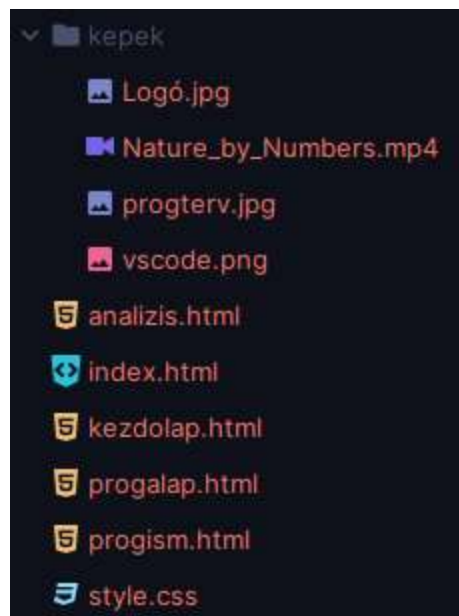 kepek
Logó.jpg
Nature_by_Numbers.mp4
progterv.jpg
vscode.png
analizis.html
index.html
kezdolap.html
progalap.html
progism.html
style.css